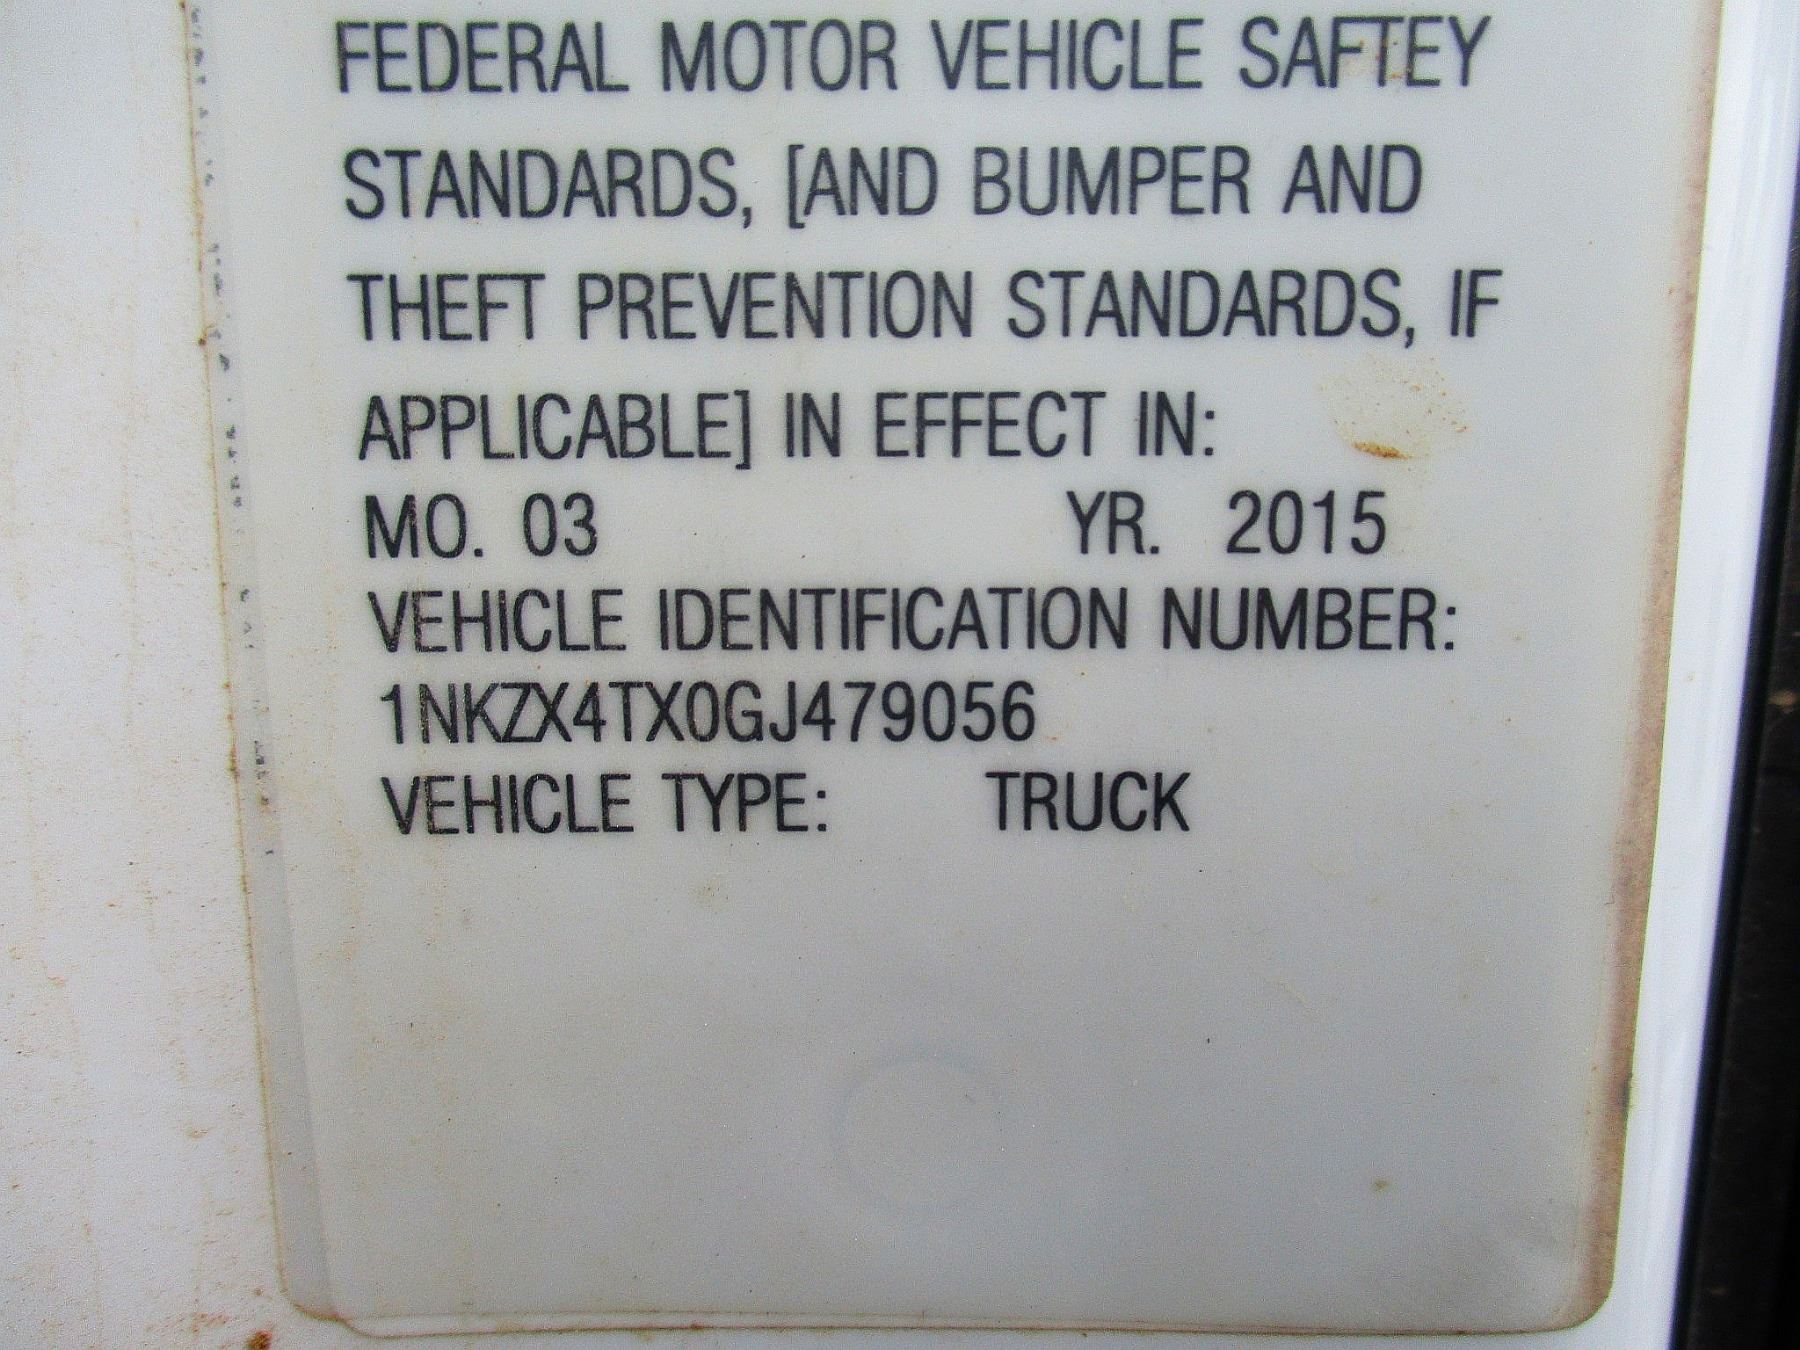 FEDERAL MOTOR VEHICLE SAFTEY
STANDARDS, [AND BUMPER AND
THEFT PREVENTION STANDARDS, IF
APPLICABLE] IN EFFECT IN:
MO. 03 YR. 2015
VEHICLE IDENTIFICATION NUMBER:
1NKZX4TX0GJ479056
VEHICLE TYPE: TRUCK